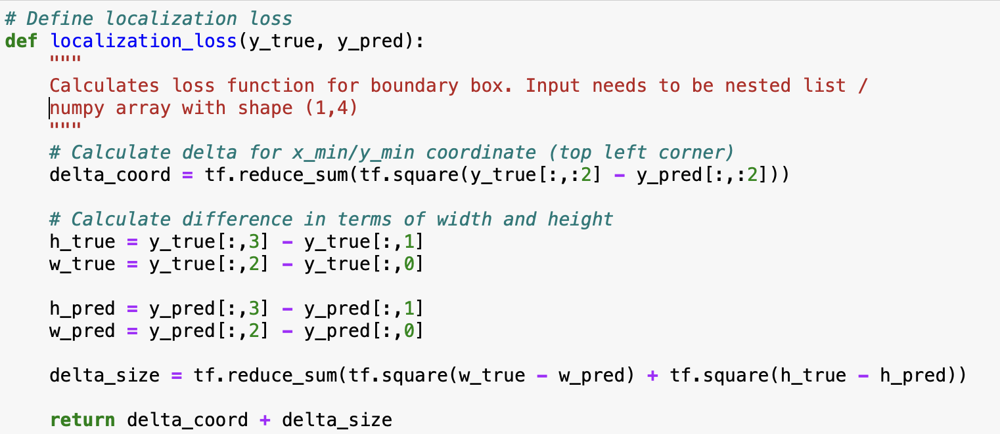 # Define localization loss
def localization_loss(y_true, y_pred):
    """
    Calculates loss function for boundary box. Input needs to be nested list /
    numpy array with shape (1,4)
    """
    # Calculate delta for x_min/y_min coordinate (top left corner)
    delta_coord = tf.reduce_sum(tf.square(y_true[:,:2] - y_pred[:,:2]))

    # Calculate difference in terms of width and height
    h_true = y_true[:,3] - y_true[:,1]
    w_true = y_true[:,2] - y_true[:,0]

    h_pred = y_pred[:,3] - y_pred[:,1]
    w_pred = y_pred[:,2] - y_pred[:,0]

    delta_size = tf.reduce_sum(tf.square(w_true - w_pred) + tf.square(h_true - h_pred))

    return delta_coord + delta_size